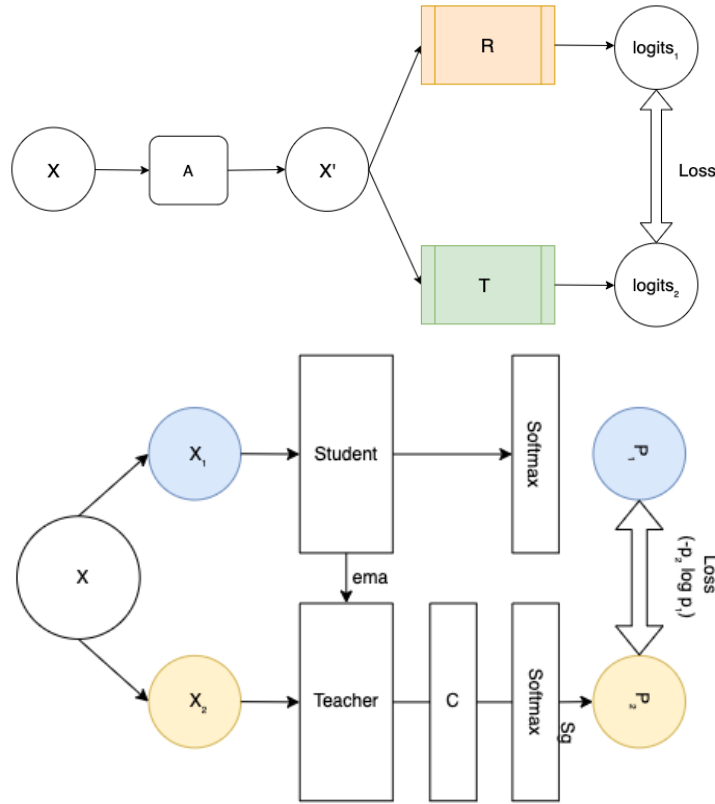 R
logits₁
X
A
X'
Loss
T
logits₂
X₁
Student
Softmax
P₁
X
ema
Loss
(-p₂ log p₁)
X₂
Teacher
C
Softmax
Sg
P₂